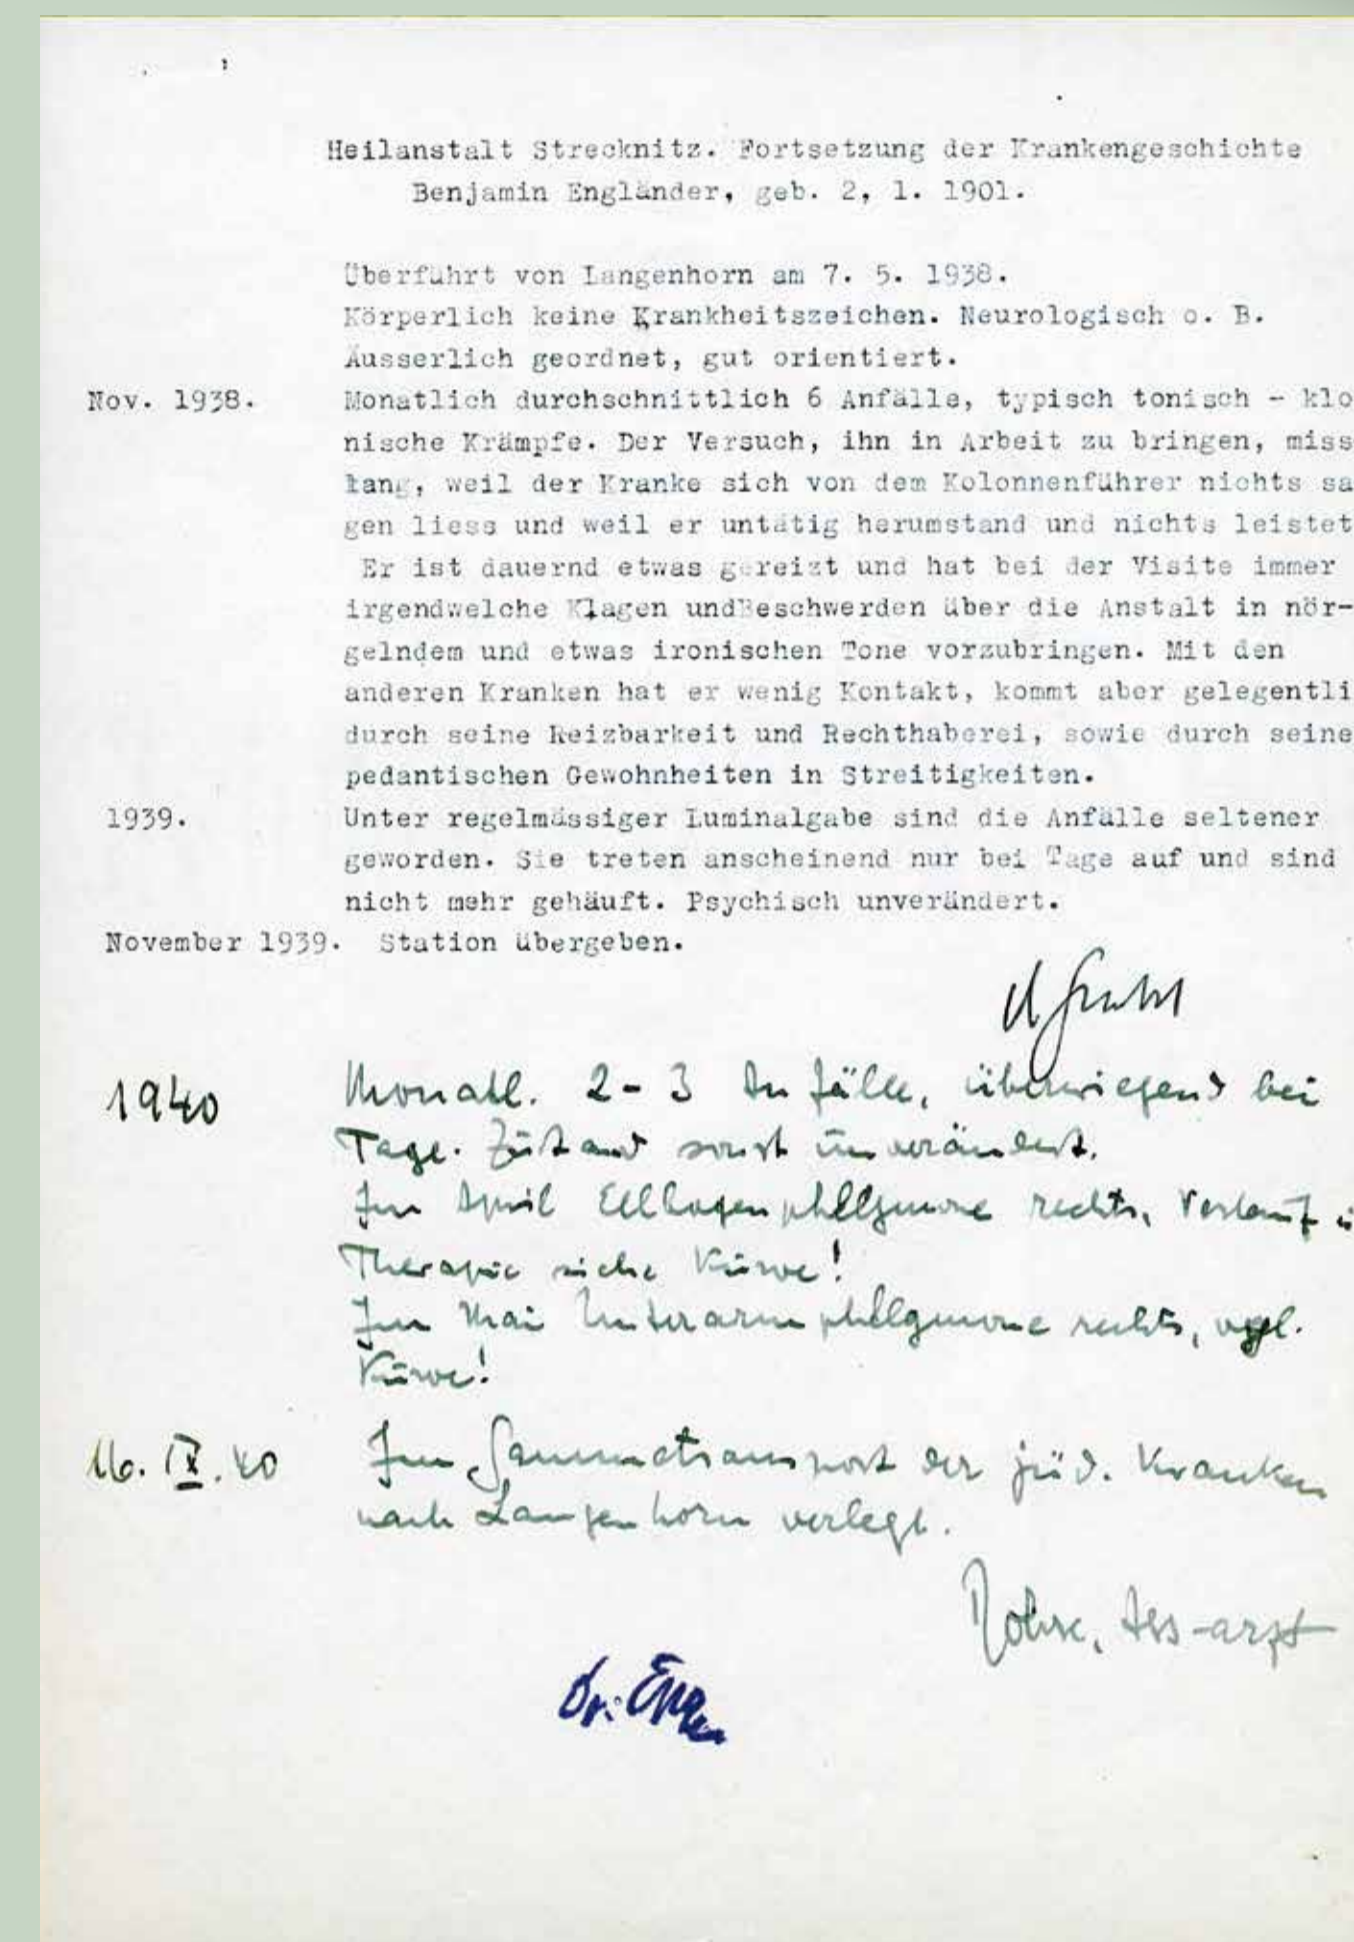 Heilanstalt Strecknitz. Fortsetzung der Krankengeschichte
Benjamin Engländer, geb. 2, 1. 1901.
Überführt von Langenhorn am 7. 5. 1938.
Körperlich keine Krankheitszeichen. Neurologisch o. B.
Äusserlich geordnet, gut orientiert.
Nov. 1938. Monatlich durchschnittlich 6 Anfälle, typisch tonisch - klo
nische Krämpfe. Der Versuch, ihn in Arbeit zu bringen, miss
lang, weil der Kranke sich von dem Kolonnenführer nichts sa
gen liess und weil er untätig herumstand und nichts leistet
Er ist dauernd etwas gereizt und hat bei der Visite immer
irgendwelche Klagen undBeschwerden über die Anstalt in nör-
gelndem und etwas ironischen Tone vorzubringen. Mit den
anderen Kranken hat er wenig Kontakt, kommt aber gelegentli
durch seine Reizbarkeit und Rechthaberei, sowie durch seine
pedantischen Gewohnheiten in Streitigkeiten.
1939. Unter regelmässiger Luminalgabe sind die Anfälle seltener
geworden. Sie treten anscheinend nur bei Tage auf und sind
nicht mehr gehäuft. Psychisch unverändert.
November 1939. Station übergeben.
1940 Monatl. 2-3 Anfälle, überwiegend bei
Tage. Zustand sonst unverändert.
Im April Ellbogenphllgmone rechts, Verlauf
Therapie siehe Kurve!
Im Mai Unterarmphllgmone rechts, vgl.
Kurve!
16. IX. 40 Im Sammeltransport der jüd. Kranken
nach Langenhorn verlegt.
Ass-arzt
Dr.